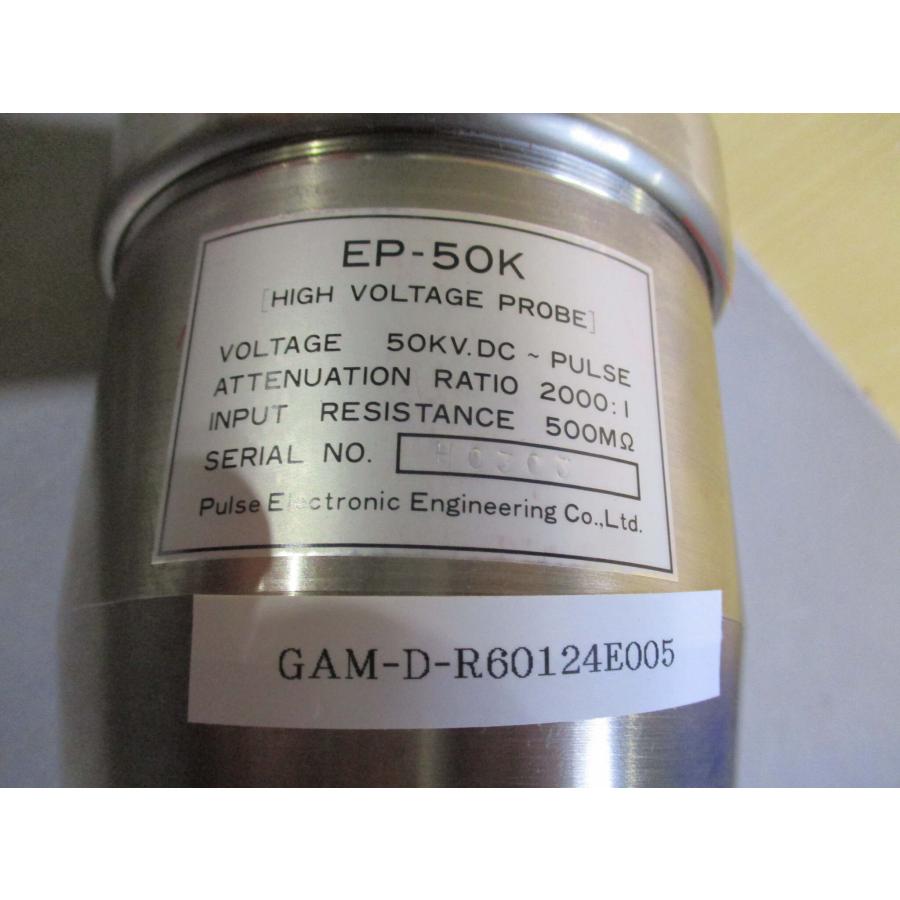 EP-50K
[HIGH VOLTAGE PROBE]
VOLTAGE 50KV.DC ~ PULSE
ATTENUATION RATIO 2000:1
INPUT RESISTANCE 500MΩ
SERIAL NO.
Pulse Electronic Engineering Co.,Ltd.
GAM-D-R60124E005